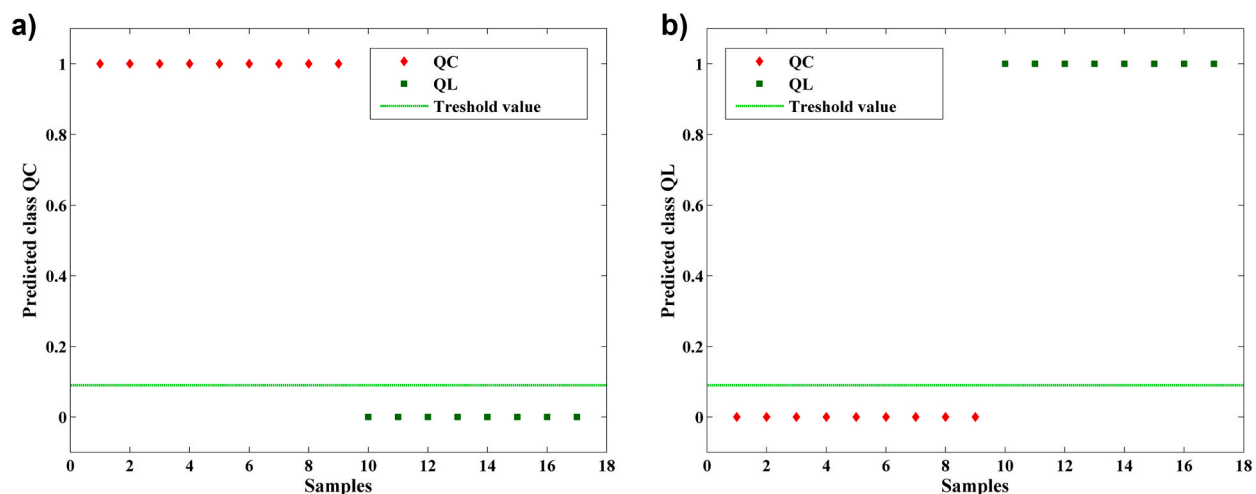 a)
QC
QL
Treshold value
Predicted class QC
1
0.8
0.6
0.4
0.2
0
0 2 4 6 8 10 12 14 16 18
Samples
b)
QC
QL
Treshold value
Predicted class QL
1
0.8
0.6
0.4
0.2
0
0 2 4 6 8 10 12 14 16 18
Samples